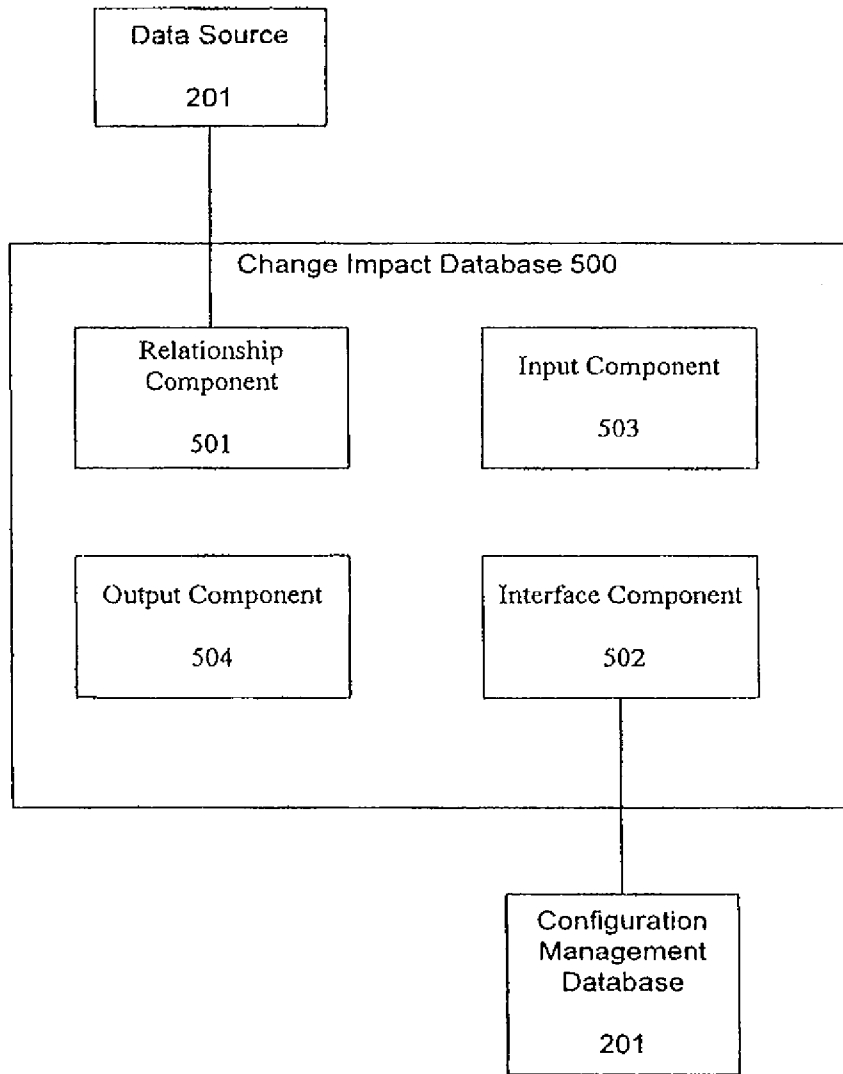 Data Source
201
Change Impact Database 500
Relationship
Component
501
Input Component
503
Output Component
504
Interface Component
502
Configuration
Management
Database
201